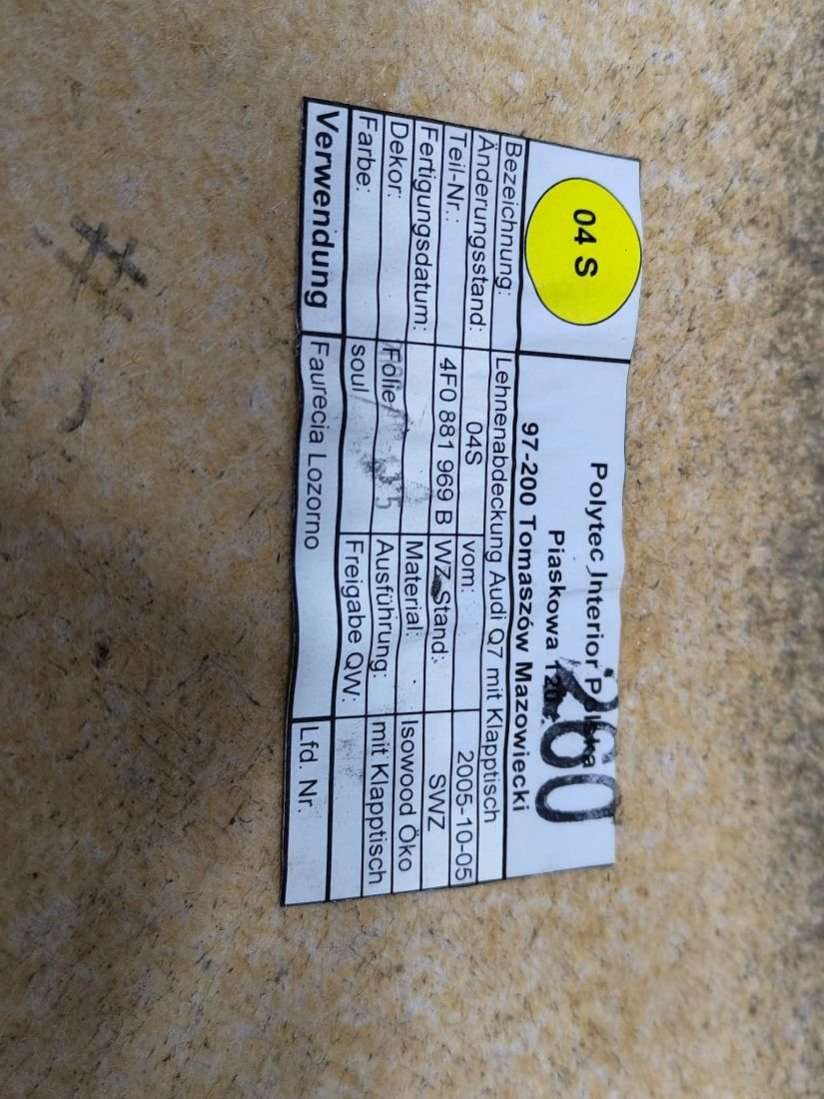 04 S
Polytec Interior Polska
Piaskowa
260
97-200 Tomaszów Mazowiecki
Bezeichnung: Lehnenabdeckung Audi Q7 mit Klapptisch
Änderungsstand: 04S vom: 2005-10-05
Teil-Nr.: 4F0 881 969 B WZ-Stand: SWZ
Fertigungsdatum: Material: Isowood Öko
Dekor: Folie Ausführung: mit Klapptisch
Farbe: soul Freigabe QW:
Verwendung Faurecia Lozorno Lfd. Nr.